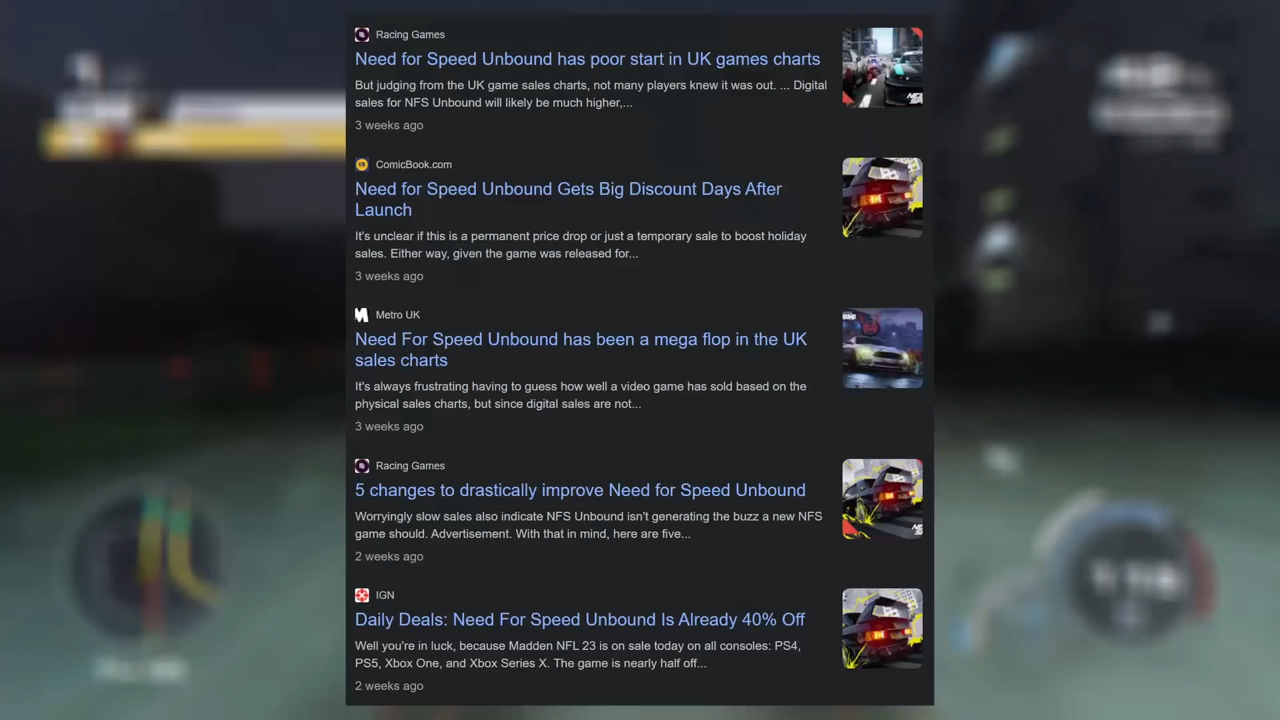 Racing Games
Need for Speed Unbound has poor start in UK games charts
But judging from the UK game sales charts, not many players knew it was out. ... Digital
sales for NFS Unbound will likely be much higher,...
3 weeks ago
ComicBook.com
Need for Speed Unbound Gets Big Discount Days After
Launch
It's unclear if this is a permanent price drop or just a temporary sale to boost holiday
sales. Either way, given the game was released for...
3 weeks ago
Metro UK
Need For Speed Unbound has been a mega flop in the UK
sales charts
It's always frustrating having to guess how well a video game has sold based on the
physical sales charts, but since digital sales are not...
3 weeks ago
Racing Games
5 changes to drastically improve Need for Speed Unbound
Worryingly slow sales also indicate NFS Unbound isn't generating the buzz a new NFS
game should. Advertisement. With that in mind, here are five...
2 weeks ago
IGN
Daily Deals: Need For Speed Unbound Is Already 40% Off
Well you're in luck, because Madden NFL 23 is on sale today on all consoles: PS4,
PS5, Xbox One, and Xbox Series X. The game is nearly half off...
2 weeks ago